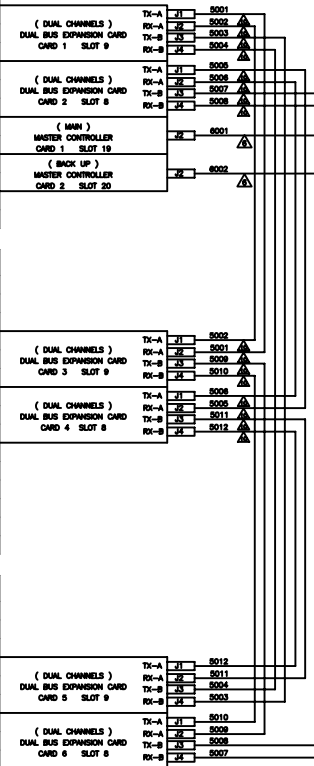 ( DUAL CHANNELS )
DUAL BUS EXPANSION CARD
CARD 1 SLOT 9
TX-A J1 5001
RX-A J2 5002
TX-B J3 5003
RX-B J4 5004
( DUAL CHANNELS )
DUAL BUS EXPANSION CARD
CARD 2 SLOT 8
TX-A J1 5005
RX-A J2 5006
TX-B J3 5007
RX-B J4 5008
( MAIN )
MASTER CONTROLLER
CARD 1 SLOT 19
J2 6001
6
( BACK UP )
MASTER CONTROLLER
CARD 2 SLOT 20
J2 6002
6
( DUAL CHANNELS )
DUAL BUS EXPANSION CARD
CARD 3 SLOT 9
TX-A J1 5002
RX-A J2 5001
TX-B J3 5009
RX-B J4 5010
( DUAL CHANNELS )
DUAL BUS EXPANSION CARD
CARD 4 SLOT 8
TX-A J1 5006
RX-A J2 5005
TX-B J3 5011
RX-B J4 5012
( DUAL CHANNELS )
DUAL BUS EXPANSION CARD
CARD 5 SLOT 9
TX-A J1 5012
RX-A J2 5011
TX-B J3 5004
RX-B J4 5003
( DUAL CHANNELS )
DUAL BUS EXPANSION CARD
CARD 6 SLOT 8
TX-A J1 5010
RX-A J2 5009
TX-B J3 5008
RX-B J4 5007